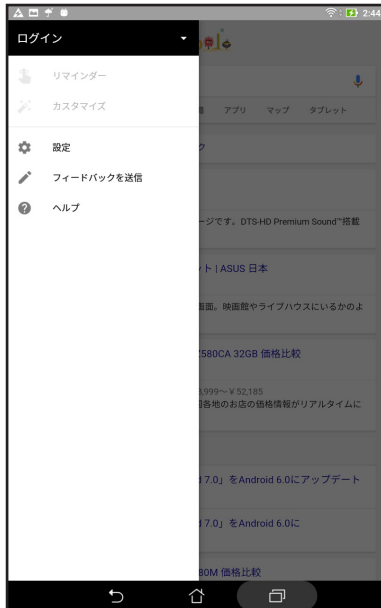 2:44
ログイン
リマインダー
カスタマイズ
アプリ マップ タブレット
設定
ク
フィードバックを送信
ヘルプ
ージです。DTS-HD Premium Sound™搭載
ット | ASUS 日本
画面。映画館やライブハウスにいるかのよ
Z580CA 32GB 価格比較
,999～￥52,185
国各地のお店の価格情報がリアルタイムに
d 7.0」をAndroid 6.0にアップデート
d 7.0」をAndroid 6.0に
80M 価格比較